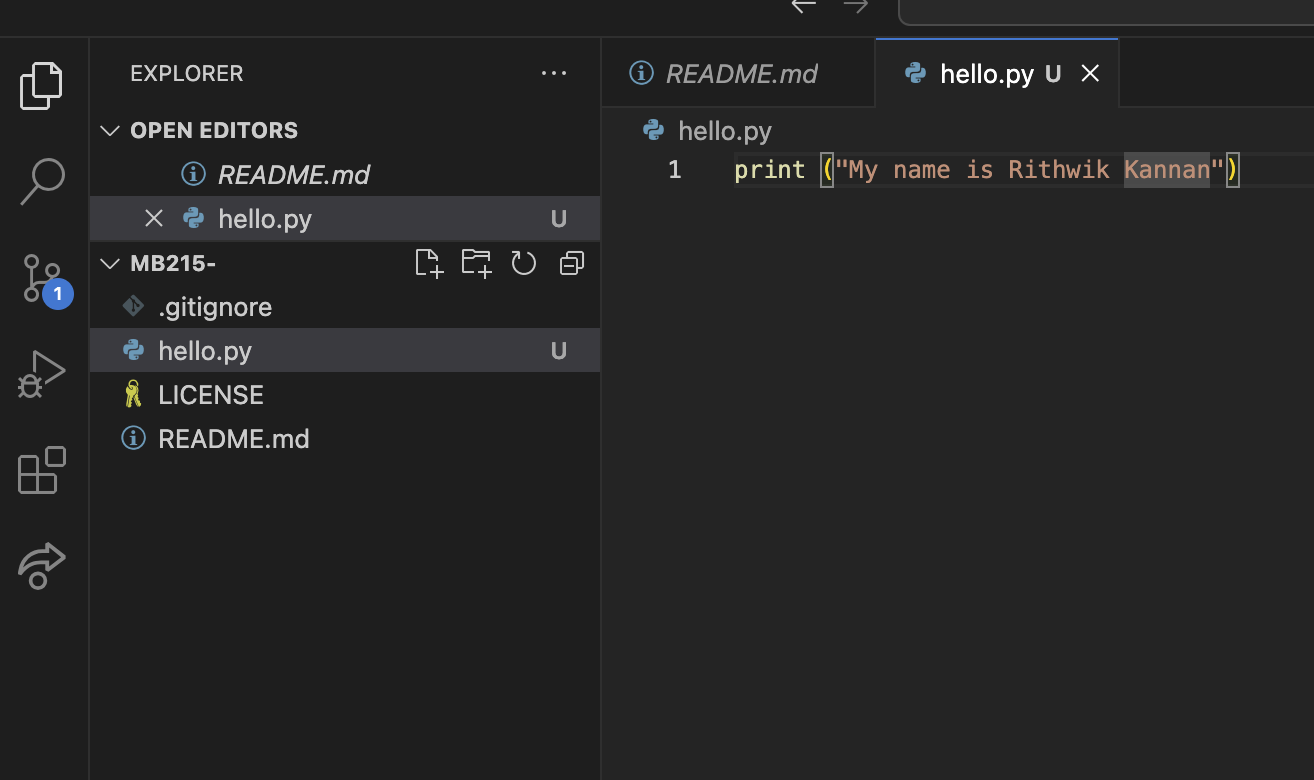 EXPLORER
OPEN EDITORS
README.md
hello.py U
MB215-
.gitignore
hello.py U
LICENSE
README.md
1
README.md
hello.py U
hello.py
1 print ("My name is Rithwik Kannan")